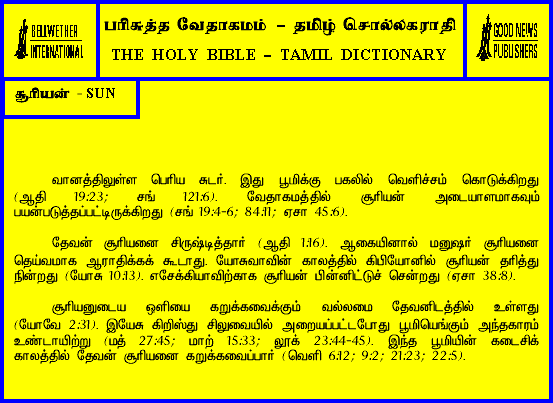 BELLWETHER
INTERNATIONAL
பரிசுத்த வேதாகமம் – தமிழ் சொல்லகராதி
THE HOLY BIBLE – TAMIL DICTIONARY
GOOD NEWS
PUBLISHERS
சூரியன் - SUN
வானத்திலுள்ள பெரிய சுடர். இது பூமிக்கு பகலில் வெளிச்சம் கொடுக்கிறது
(ஆதி 19:23; சங் 121:6). வேதாகமத்தில் சூரியன் அடையாளமாகவும்
பயன்படுத்தப்பட்டிருக்கிறது (சங் 19:4-6; 84:11; ஏசா 45:6).
தேவன் சூரியனை சிருஷ்டித்தார் (ஆதி 1:16). ஆகையினால் மனுஷர் சூரியனை
தெய்வமாக ஆராதிக்கக் கூடாது. யோசுவாவின் காலத்தில் கிபியோனில் சூரியன் தரித்து
நின்றது (யோசு 10:13). எசேக்கியாவிற்காக சூரியன் பின்னிட்டுச் சென்றது (ஏசா 38:8).
சூரியனுடைய ஒளியை கறுக்கவைக்கும் வல்லமை தேவனிடத்தில் உள்ளது
(யோவே 2:31). இயேசு கிறிஸ்து சிலுவையில் அறையப்பட்டபோது பூமியெங்கும் அந்தகாரம்
உண்டாயிற்று (மத் 27:45; மாற் 15:33; லூக் 23:44-45). இந்த பூமியின் கடைசிக்
காலத்தில் தேவன் சூரியனை கறுக்கவைப்பார் (வெளி 6:12; 9:2; 21:23; 22:5).